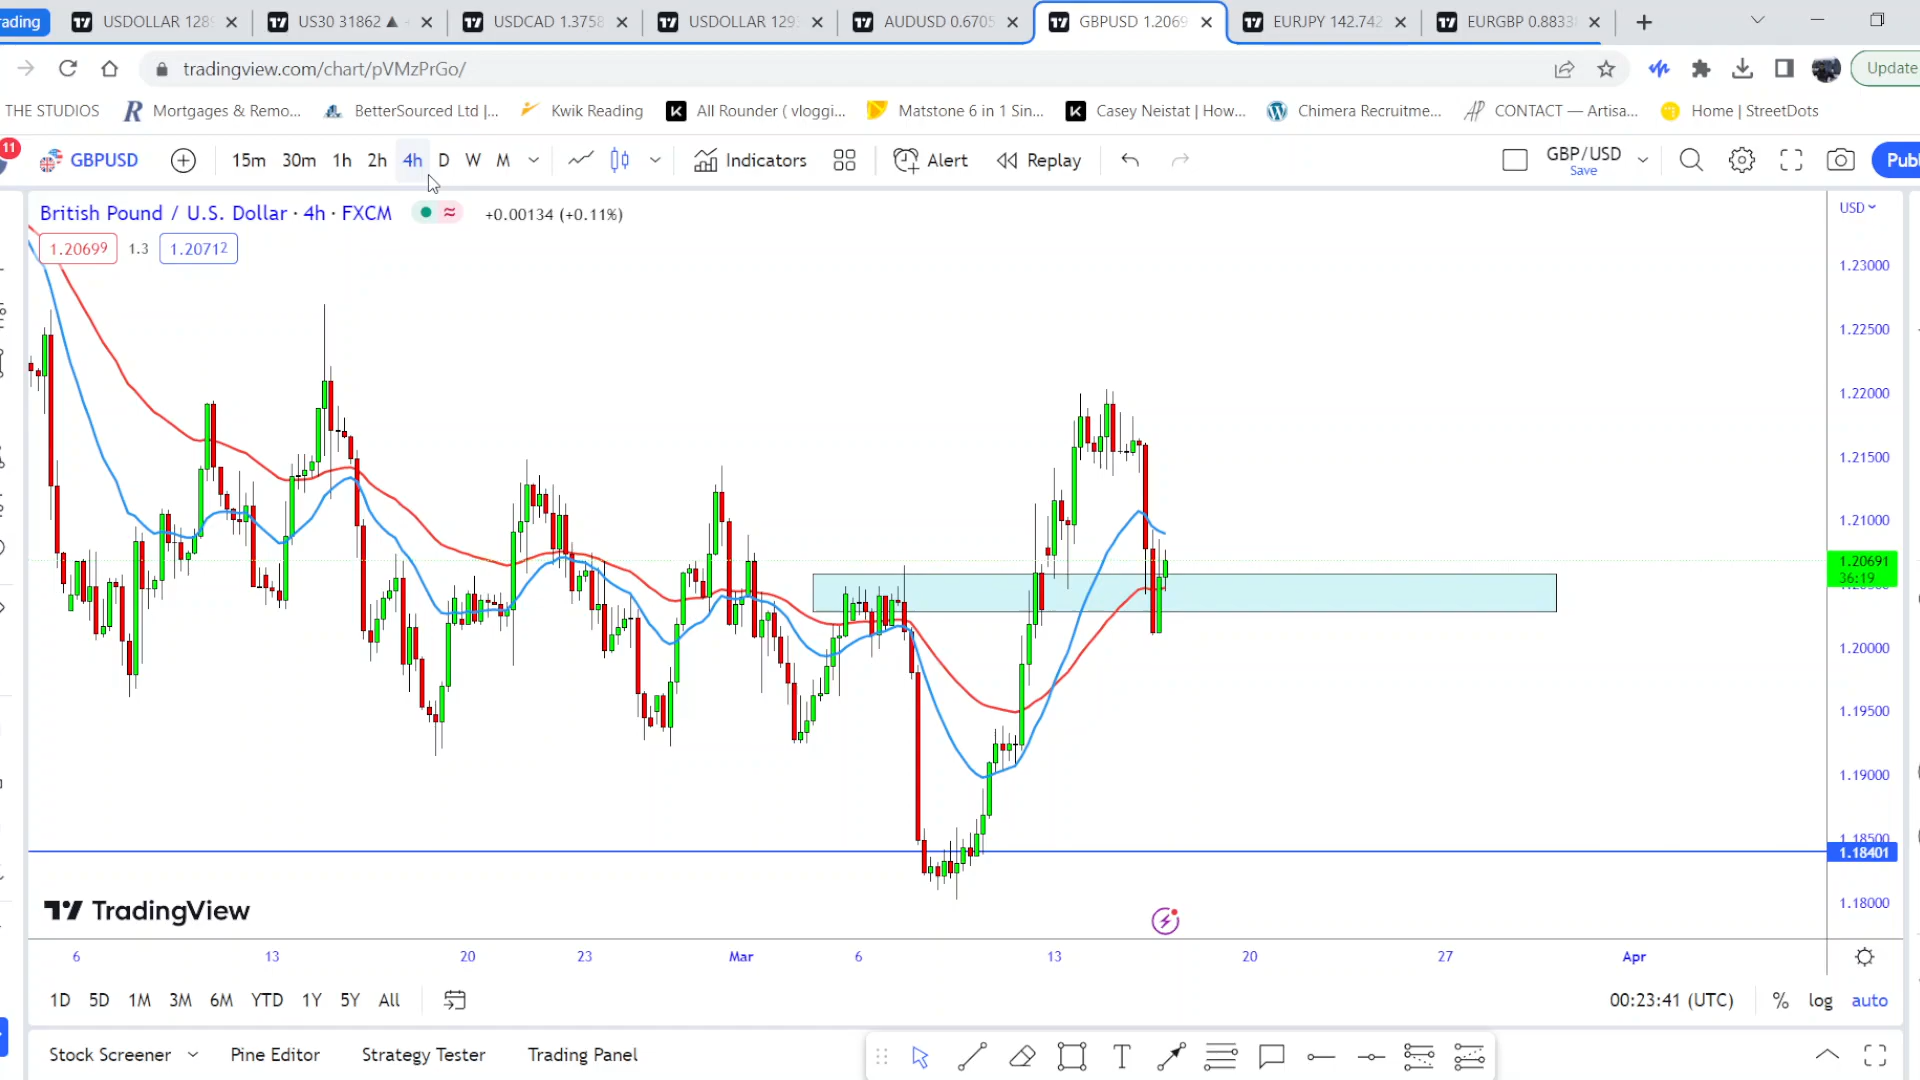 ading
USDOLLAR 1289
US30 31862 ▲
USDCAD 1.3758
USDOLLAR 129
AUDUSD 0.6705
GBPUSD 1.2069
EURJPY 142.742
EURGBP 0.8833
tradingview.com/chart/pVMzPrGo/
Update
THE STUDIOS
Mortgages & Remo...
BetterSourced Ltd |...
Kwik Reading
All Rounder ( vloggi...
Matstone 6 in 1 Sin...
Casey Neistat | How...
Chimera Recruitme...
CONTACT — Artisa...
Home | StreetDots
11
GBPUSD
15m 30m 1h 2h 4h D W M
Indicators
Alert
Replay
GBP/USD
Save
Publ
British Pound / U.S. Dollar · 4h · FXCM
+0.00134 (+0.11%)
USD
1.20699 1.3 1.20712
1.23000
1.22500
1.22000
1.21500
1.21000
1.20691
36:19
1.20000
1.19500
1.19000
1.18500
1.18401
1.18000
TradingView
6 13 20 23 Mar 6 13 20 27 Apr
1D 5D 1M 3M 6M YTD 1Y 5Y All
00:23:41 (UTC) % log auto
Stock Screener
Pine Editor
Strategy Tester
Trading Panel